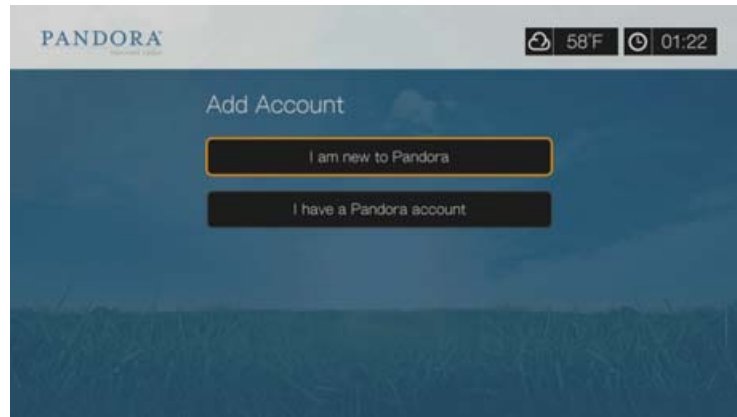 PANDORA®
58°F
01:22
Add Account
I am new to Pandora
I have a Pandora account